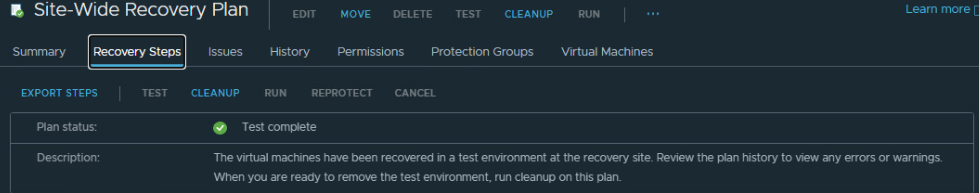 Site-Wide Recovery Plan EDIT MOVE DELETE TEST CLEANUP RUN ... Learn more
Summary Recovery Steps Issues History Permissions Protection Groups Virtual Machines
EXPORT STEPS TEST CLEANUP RUN REPROTECT CANCEL
Plan status: Test complete
Description: The virtual machines have been recovered in a test environment at the recovery site. Review the plan history to view any errors or warnings.
When you are ready to remove the test environment, run cleanup on this plan.